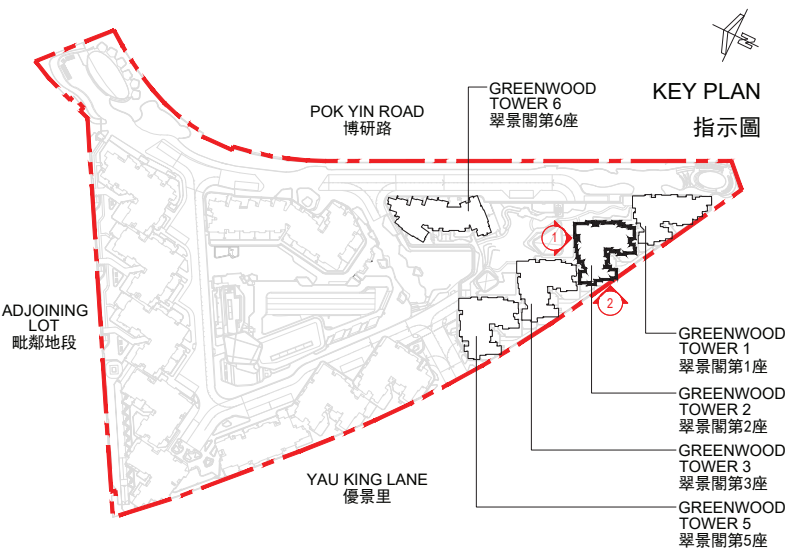 KEY PLAN
指示圖
GREENWOOD
TOWER 6
翠景閣第6座
POK YIN ROAD
博研路
1
2
ADJOINING
LOT
毗鄰地段
GREENWOOD
TOWER 1
翠景閣第1座
GREENWOOD
TOWER 2
翠景閣第2座
GREENWOOD
TOWER 3
翠景閣第3座
YAU KING LANE
優景里
GREENWOOD
TOWER 5
翠景閣第5座